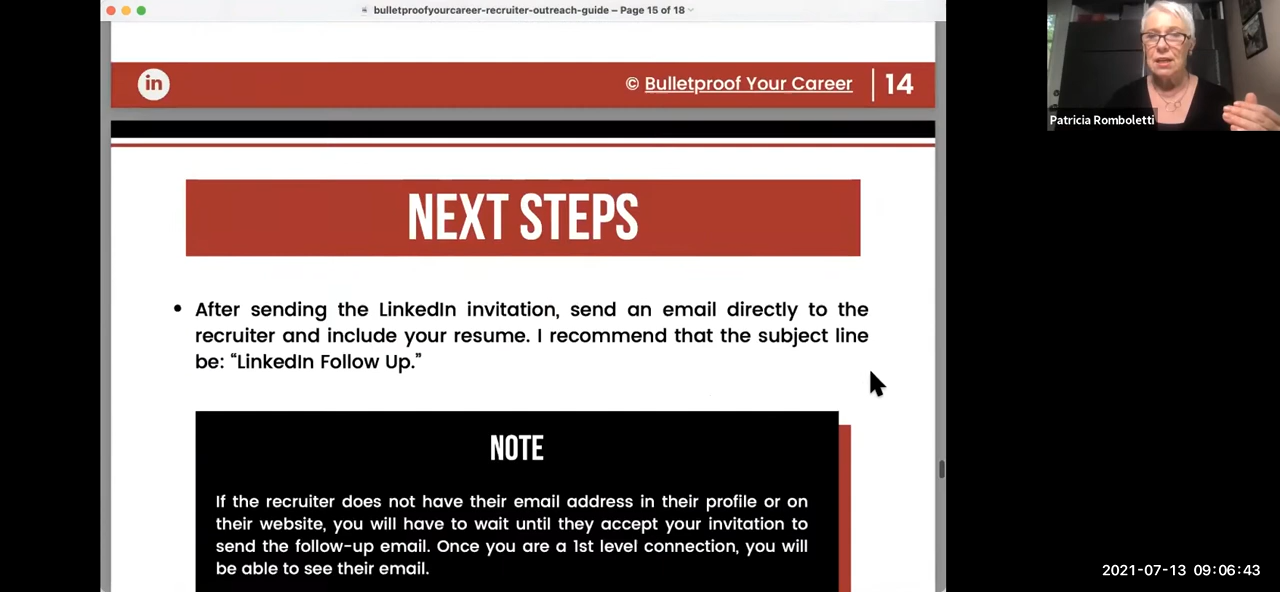 bulletproofyourcareer-recruiter-outreach-guide – Page 15 of 18
in
© Bulletproof Your Career
14
Patricia Romboletti
NEXT STEPS
• After sending the LinkedIn invitation, send an email directly to the
recruiter and include your resume. I recommend that the subject line
be: “LinkedIn Follow Up.”
NOTE
If the recruiter does not have their email address in their profile or on
their website, you will have to wait until they accept your invitation to
send the follow-up email. Once you are a 1st level connection, you will
be able to see their email.
2021-07-13 09:06:43